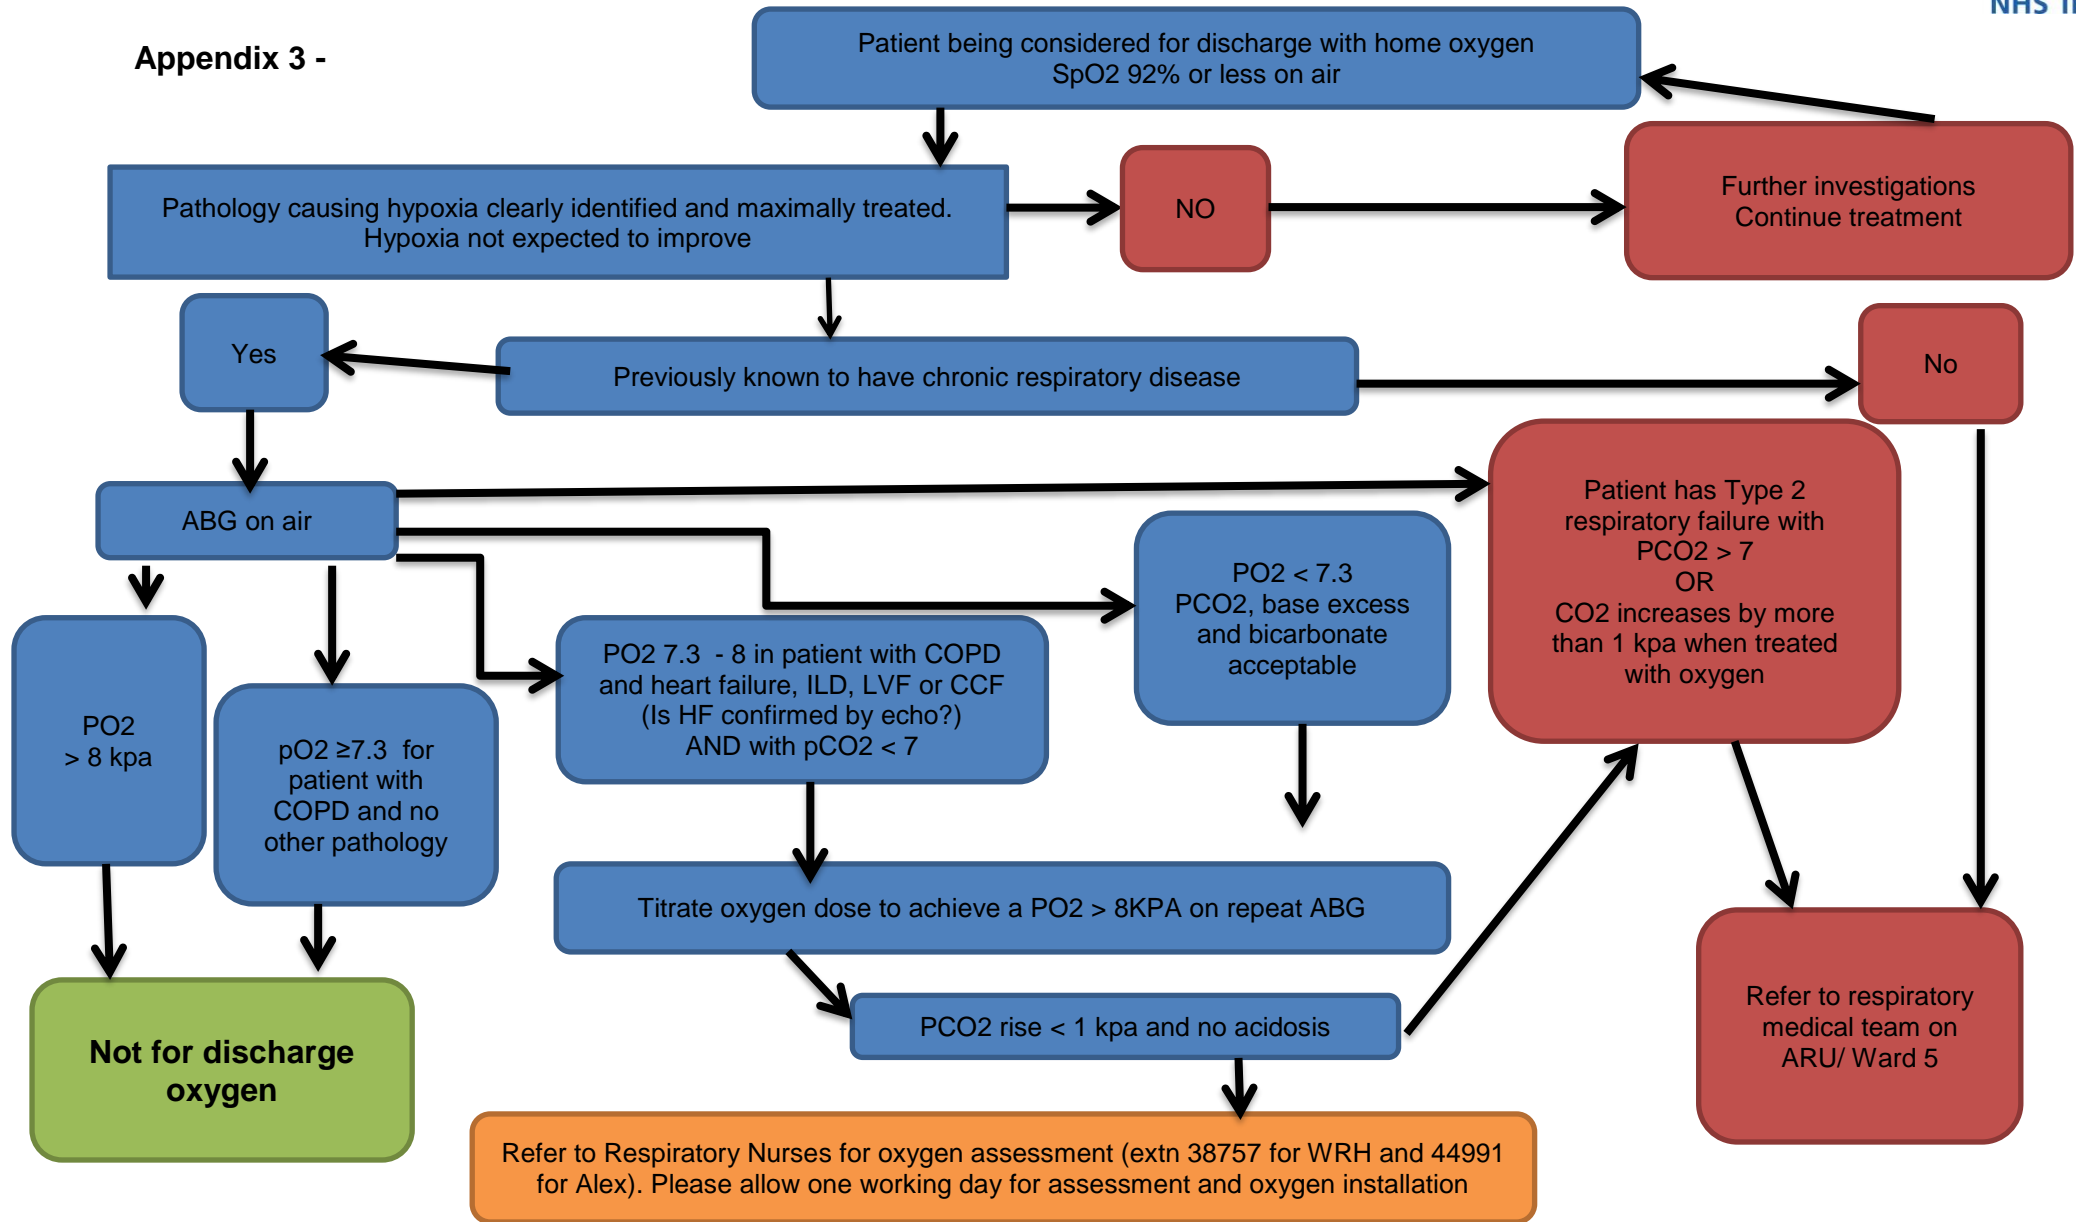 NHS
Appendix 3 -
Patient being considered for discharge with home oxygen
SpO2 92% or less on air
Pathology causing hypoxia clearly identified and maximally treated.
Hypoxia not expected to improve
NO
Further investigations
Continue treatment
Yes
Previously known to have chronic respiratory disease
No
ABG on air
Patient has Type 2
respiratory failure with
PCO2 > 7
OR
CO2 increases by more
than 1 kpa when treated
with oxygen
PO2 < 7.3
PCO2, base excess
and bicarbonate
acceptable
PO2 7.3  - 8 in patient with COPD
and heart failure, ILD, LVF or CCF
(Is HF confirmed by echo?)
AND with pCO2 < 7
PO2
> 8 kpa
pO2 ≥7.3  for
patient with
COPD and no
other pathology
Titrate oxygen dose to achieve a PO2 > 8KPA on repeat ABG
PCO2 rise < 1 kpa and no acidosis
Refer to respiratory
medical team on
ARU/ Ward 5
Not for discharge
oxygen
Refer to Respiratory Nurses for oxygen assessment (extn 38757 for WRH and 44991
for Alex). Please allow one working day for assessment and oxygen installation